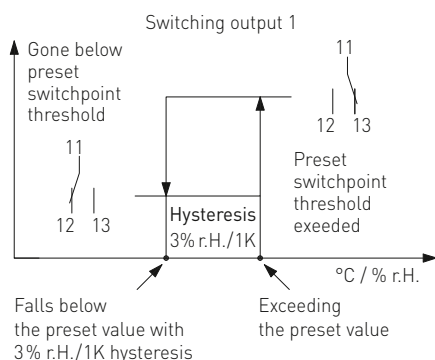 Switching output 1
Gone below
preset
switchpoint
threshold
11
12 13
11
12 13
Preset
switchpoint
threshold
exeeded
Hysteresis
3% r.H./1K
°C / % r.H.
Falls below
the preset value with
3% r.H./1K hysteresis
Exceeding
the preset value